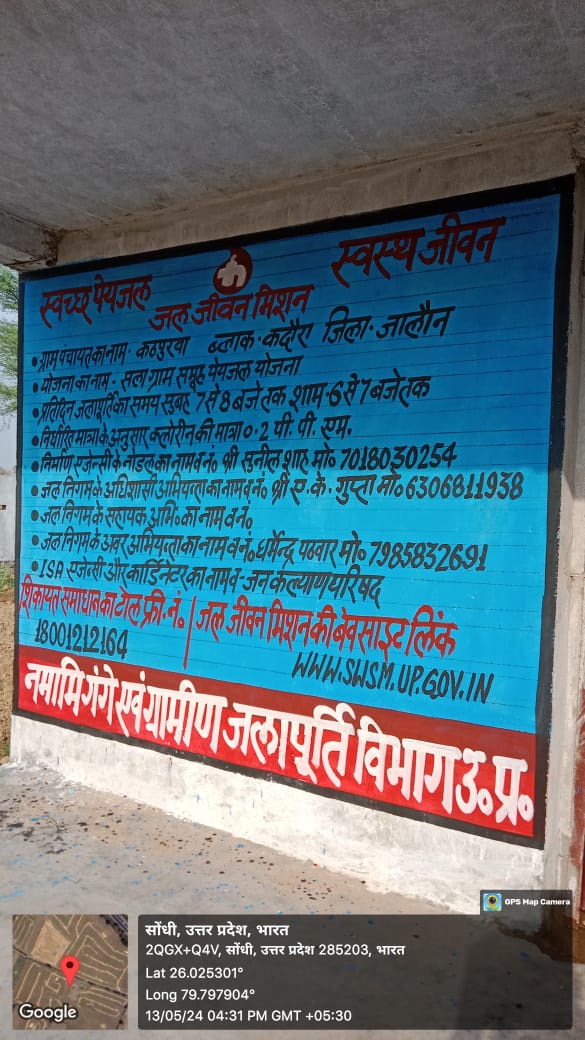 स्वच्छ पेयजल
स्वस्थ जीवन
जल जीवन मिशन
• ग्राम पंचायत का नाम - कठपुरवा ब्लाक - कदौरा जिला - जालौन
• योजना का नाम - सला ग्राम समूह पेयजल योजना
• प्रतिदिन जलापूर्ति का समय सुबह 7 से 8 बजे तक शाम - 6 से 7 बजे तक
• निर्धारित मात्रा के अनुसार क्लोरीन की मात्रा 0.2 पी. पी. एम.
• निर्माण एजेन्सी के नोडल का नाम व नं० श्री सुनील शाह मो० 7018030254
• जल निगम के अधिशासी अभियन्ता का नाम व नं० श्री ए. के. गुप्ता मो० 6306811938
• जल निगम के सहायक अभि० का नाम व नं०
• जल निगम के अवर अभियन्ता का नाम व नं० धर्मेन्द्र पवार मो० 7985832691
• ISA एजेन्सी और कार्डिनेटर का नाम व - जन कल्याण परिषद
शिकायत समाधान का टोल फ्री. नं० | जल जीवन मिशन की बेवसाइट लिंक
18001212164
WWW.SWSM.UP.GOV.IN
नमामि गंगे एवं ग्रामीण जलापूर्ति विभाग उ० प्र०
GPS Map Camera
सोंधी, उत्तर प्रदेश, भारत
2QGX+Q4V, सोंधी, उत्तर प्रदेश 285203, भारत
Lat 26.025301°
Long 79.797904°
13/05/24 04:31 PM GMT +05:30
Google